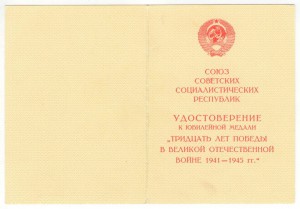 СОЮЗ
СОВЕТСКИХ
СОЦИАЛИСТИЧЕСКИХ
РЕСПУБЛИК
УДОСТОВЕРЕНИЕ
К ЮБИЛЕЙНОЙ МЕДАЛИ
„ТРИДЦАТЬ ЛЕТ ПОБЕДЫ
В ВЕЛИКОЙ ОТЕЧЕСТВЕННОЙ
ВОЙНЕ 1941—1945 гг.“